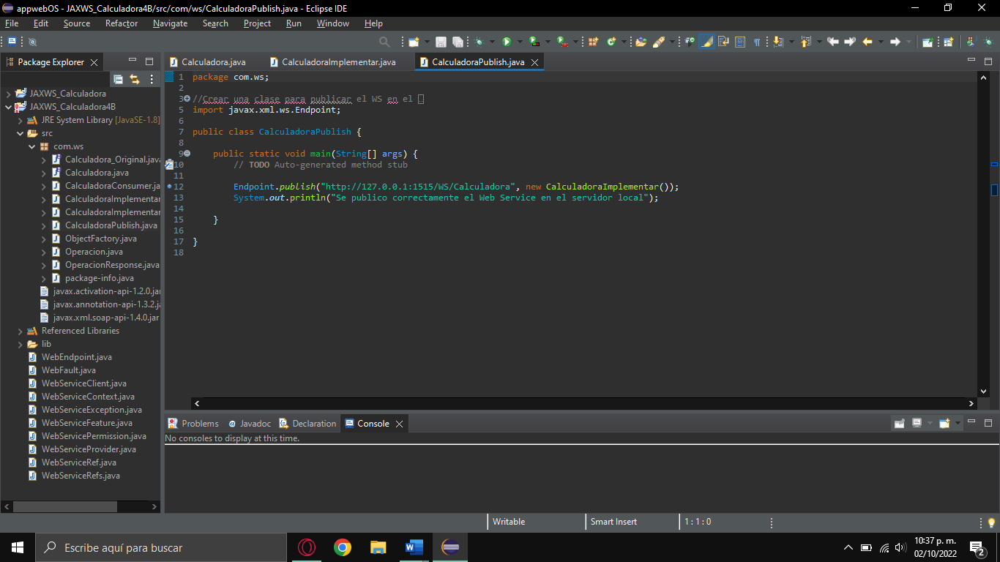 appwebOS - JAXWS_Calculadora4B/src/com/ws/CalculadoraPublish.java - Eclipse IDE
File Edit Source Refactor Navigate Search Project Run Window Help
Package Explorer
Calculadora.java CalculadoraImplementar.java CalculadoraPublish.java
JAXWS_Calculadora
JAXWS_Calculadora4B
JRE System Library [JavaSE-1.8]
src
com.ws
Calculadora_Original.java
Calculadora.java
CalculadoraConsumer.ja
CalculadoraImplementar
CalculadoraImplementar
CalculadoraPublish.java
ObjectFactory.java
Operacion.java
OperacionResponse.java
package-info.java
javax.activation-api-1.2.0.jar
javax.annotation-api-1.3.2.ja
javax.xml.soap-api-1.4.0.jar
Referenced Libraries
lib
WebEndpoint.java
WebFault.java
WebServiceClient.java
WebServiceContext.java
WebServiceException.java
WebServiceFeature.java
WebServicePermission.java
WebServiceProvider.java
WebServiceRef.java
WebServiceRefs.java
1 package com.ws;
2
3 //Crear una clase para publicar el WS en el
5 import javax.xml.ws.Endpoint;
6
7 public class CalculadoraPublish {
8
9 public static void main(String[] args) {
10 // TODO Auto-generated method stub
11
12 Endpoint.publish("http://127.0.0.1:1515/WS/Calculadora", new CalculadoraImplementar());
13 System.out.println("Se publico correctamente el Web Service en el servidor local");
14
15 }
16
17 }
18
Problems Javadoc Declaration Console
No consoles to display at this time.
Writable Smart Insert 1 : 1 : 0
Escribe aquí para buscar
10:37 p. m.
02/10/2022
2